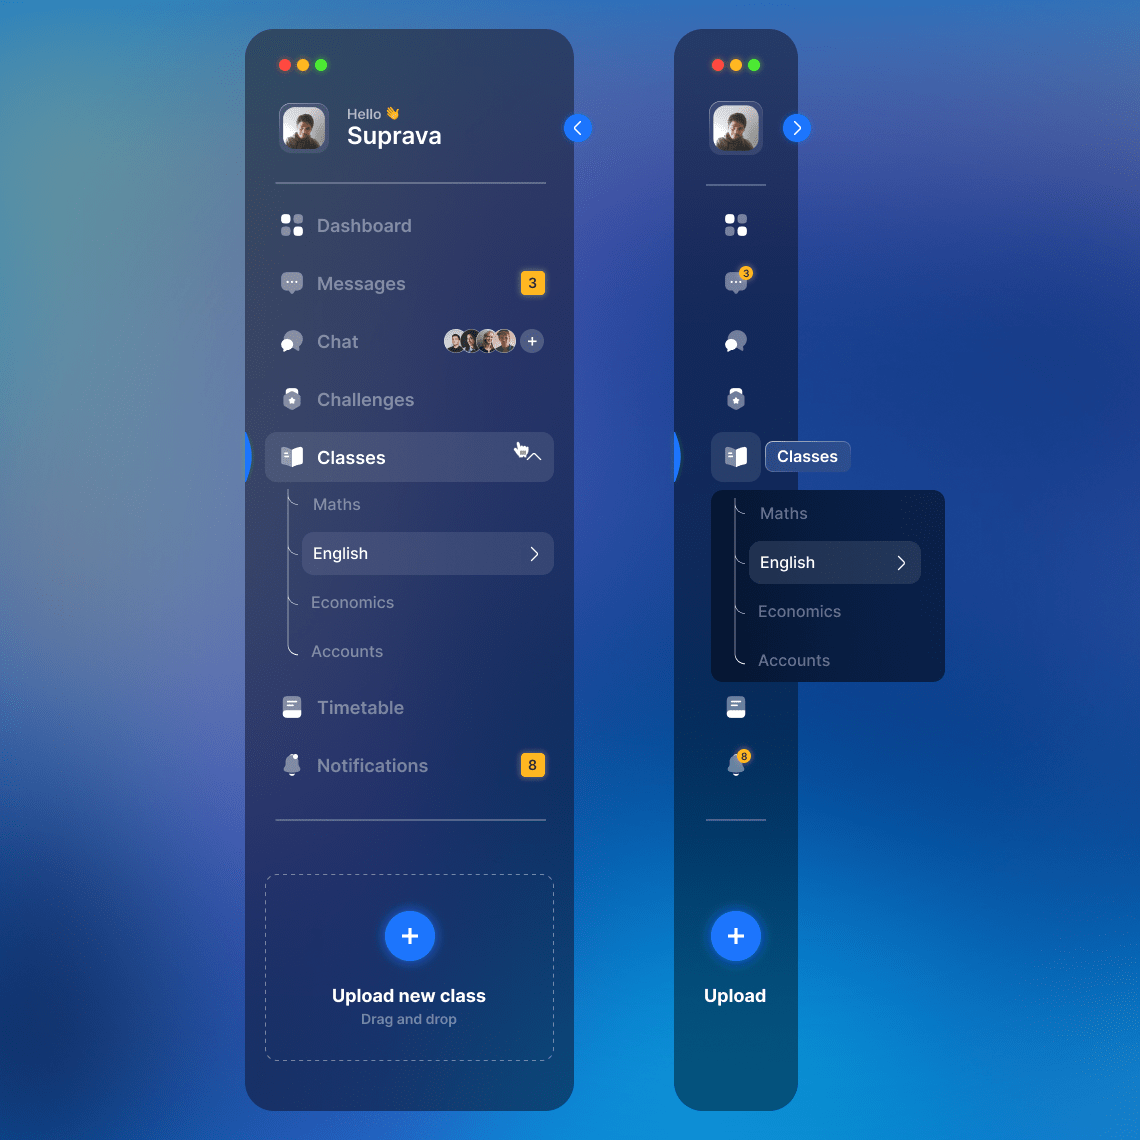 Hello 👋
Suprava
Dashboard
Messages 3
Chat
Challenges
Classes
Maths
English
Economics
Accounts
Timetable
Notifications 8
Upload new class
Drag and drop
3
Classes
Maths
English
Economics
Accounts
8
Upload